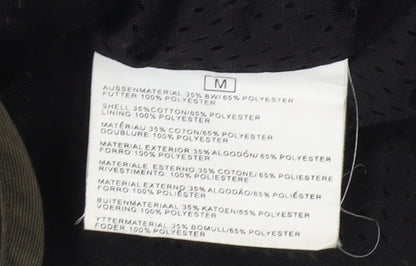 M
AUSSENMATERIAL 35% BW/ 65% POLYESTER
FUTTER 100% POLYESTER
SHELL 35%COTTON/65% POLYESTER
LINING 100% POLYESTER
MATÉRIAU 35% COTON/65% POLYESTER
DOUBLURE 100% POLYESTER
MATERIAL EXTERIOR 35% ALGODÓN/ 65% POLYESTER
FORRO 100% POLYESTER
MATERIALE ESTERNO 35% COTONE/ 65% POLIESTERE
RIVESTIMENTO: 100% POLIESTERE
MATERIAL EXTERNO 35% ALGODÃO/65% POLIÉSTER
FORRO 100% POLIÉSTER
BUITENMATERIAAL 35% KATOEN/ 65% POLYESTER
VOERING 100% POLYESTER
YTTERMATERIAL 35% BOMULL/ 65% POLYESTER
FODER 100% POLYESTER